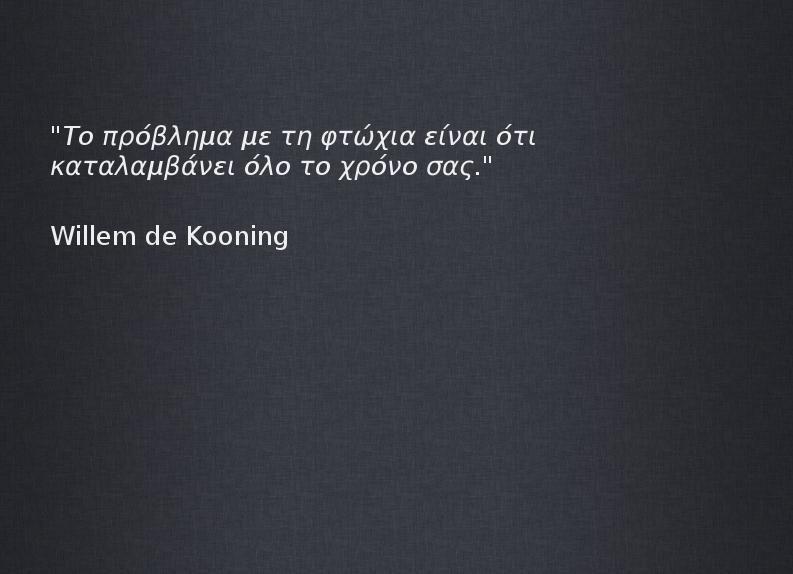 "Το πρόβλημα με τη φτώχια είναι ότι
καταλαμβάνει όλο το χρόνο σας."
Willem de Kooning